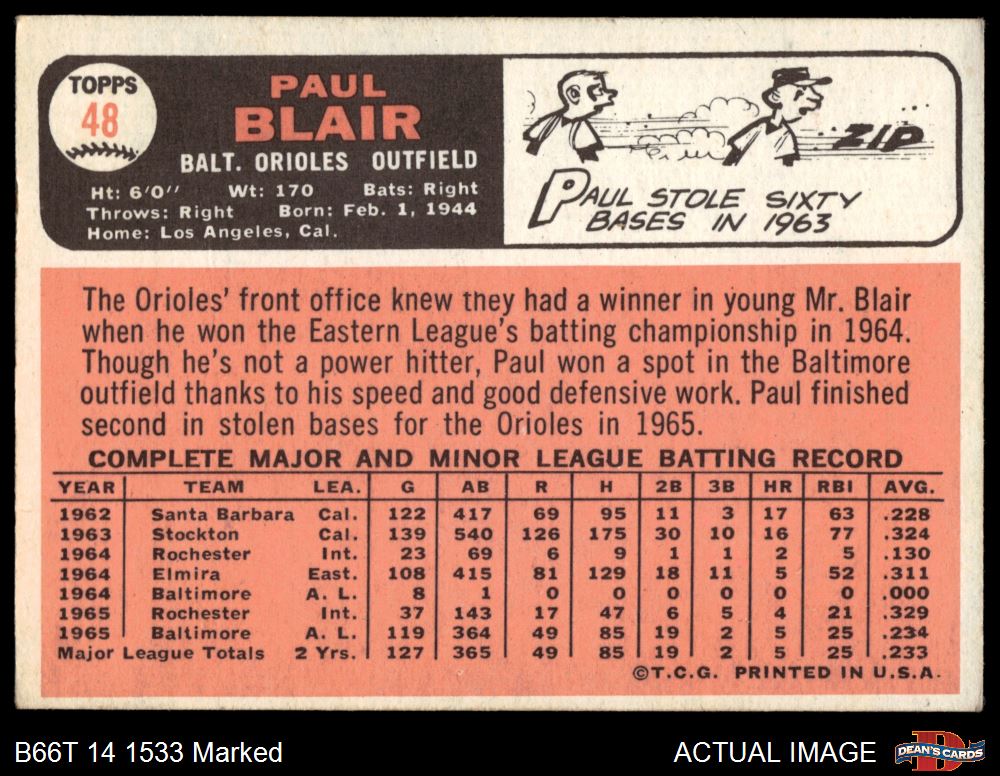 TOPPS
48
PAUL
BLAIR
BALT. ORIOLES OUTFIELD
Ht: 6'0" Wt: 170 Bats: Right
Throws: Right Born: Feb. 1, 1944
Home: Los Angeles, Cal.
ZIP
PAUL STOLE SIXTY
BASES IN 1963
The Orioles' front office knew they had a winner in young Mr. Blair
when he won the Eastern League's batting championship in 1964.
Though he's not a power hitter, Paul won a spot in the Baltimore
outfield thanks to his speed and good defensive work. Paul finished
second in stolen bases for the Orioles in 1965.
COMPLETE MAJOR AND MINOR LEAGUE BATTING RECORD
YEAR TEAM LEA. G AB R H 2B 3B HR RBI AVG.
1962 Santa Barbara Cal. 122 417 69 95 11 3 17 63 .228
1963 Stockton Cal. 139 540 126 175 30 10 16 77 .324
1964 Rochester Int. 23 69 6 9 1 1 2 5 .130
1964 Elmira East. 108 415 81 129 18 11 5 52 .311
1964 Baltimore A. L. 8 1 0 0 0 0 0 0 .000
1965 Rochester Int. 37 143 17 47 6 5 4 21 .329
1965 Baltimore A. L. 119 364 49 85 19 2 5 25 .234
Major League Totals 2 Yrs. 127 365 49 85 19 2 5 25 .233
©T.C.G. PRINTED IN U.S.A.
B66T 14 1533 Marked
ACTUAL IMAGE
DEAN'S CARDS